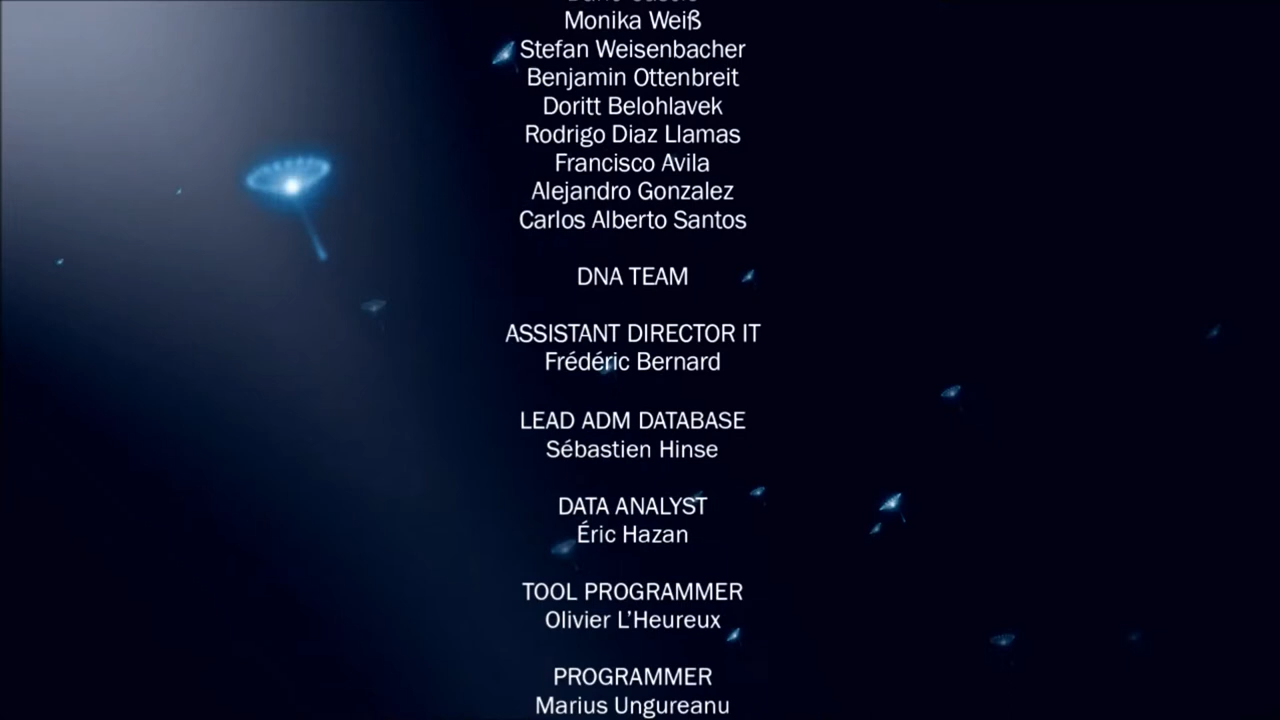 Monika Weiß
Stefan Weisenbacher
Benjamin Ottenbreit
Doritt Belohlavek
Rodrigo Diaz Llamas
Francisco Avila
Alejandro Gonzalez
Carlos Alberto Santos
DNA TEAM
ASSISTANT DIRECTOR IT
Frédéric Bernard
LEAD ADM DATABASE
Sébastien Hinse
DATA ANALYST
Éric Hazan
TOOL PROGRAMMER
Olivier L’Heureux
PROGRAMMER
Marius Ungureanu